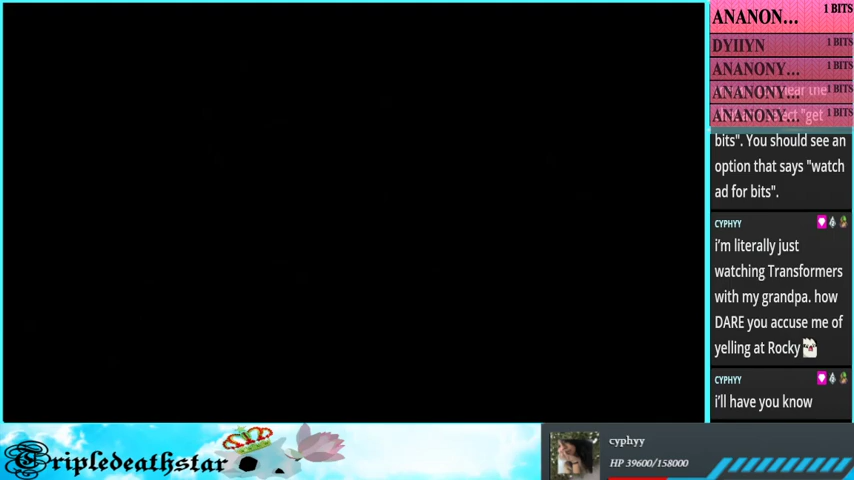 ANANON... 1 BITS
DYIIYN 1 BITS
ANANONY... 1 BITS
ANANONY... 1 BITS
ANANONY... 1 BITS
bits". You should see an
option that says "watch
ad for bits".
CYPHYY
i'm literally just
watching Transformers
with my grandpa. how
DARE you accuse me of
yelling at Rocky
CYPHYY
i'll have you know
Tripledeathstar
cyphyy
HP 39600/158000